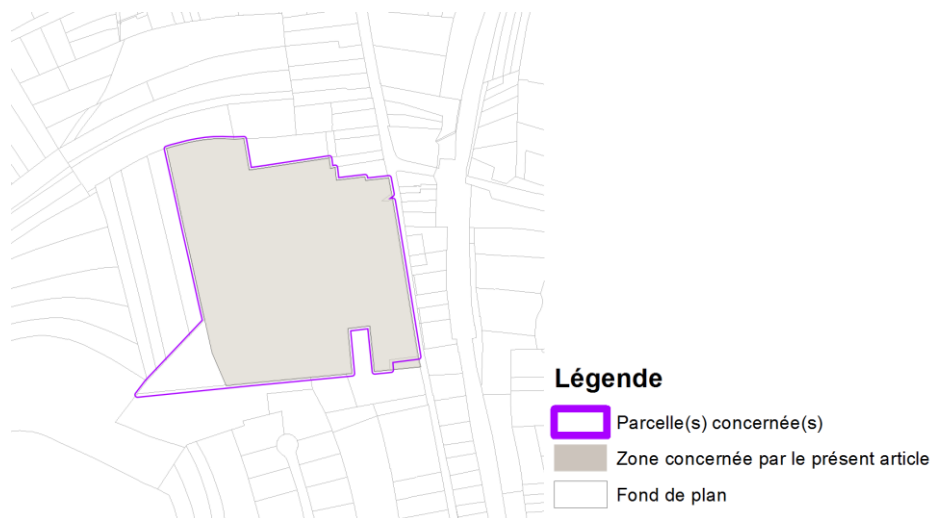 Légende
Parcelle(s) concernée(s)
Zone concernée par le présent article
Fond de plan